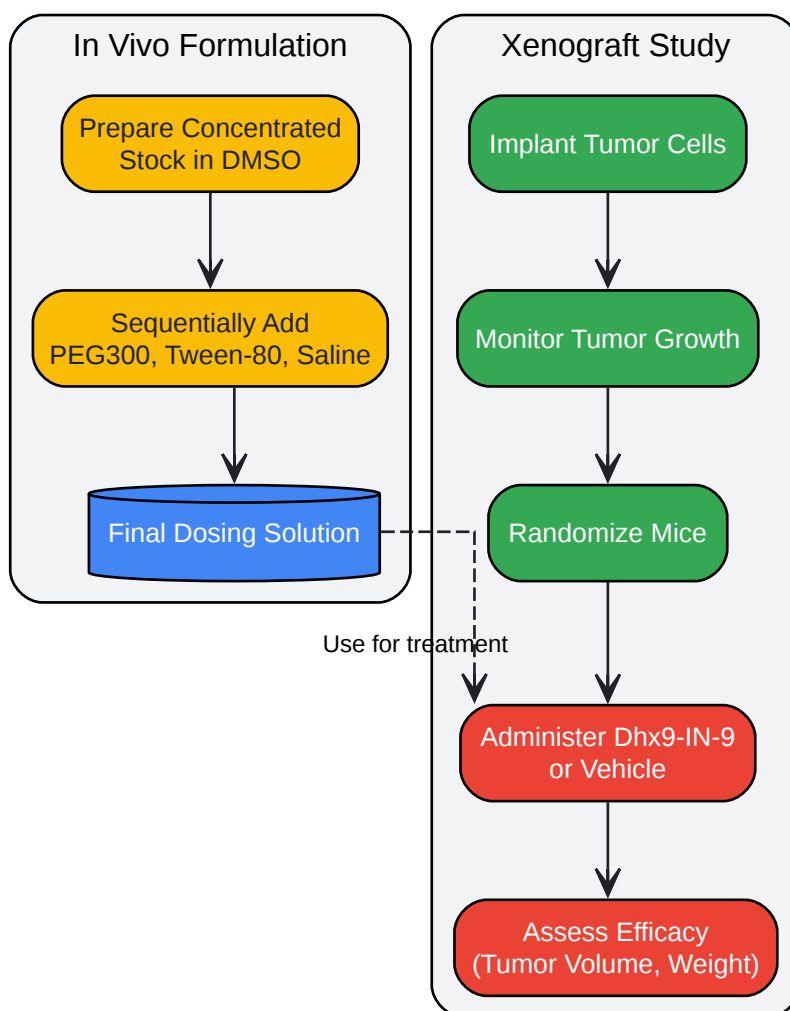 In Vivo Formulation
Prepare Concentrated
Stock in DMSO
Sequentially Add
PEG300, Tween-80, Saline
Final Dosing Solution
Use for treatment
Xenograft Study
Implant Tumor Cells
Monitor Tumor Growth
Randomize Mice
Administer Dhx9-IN-9
or Vehicle
Assess Efficacy
(Tumor Volume, Weight)